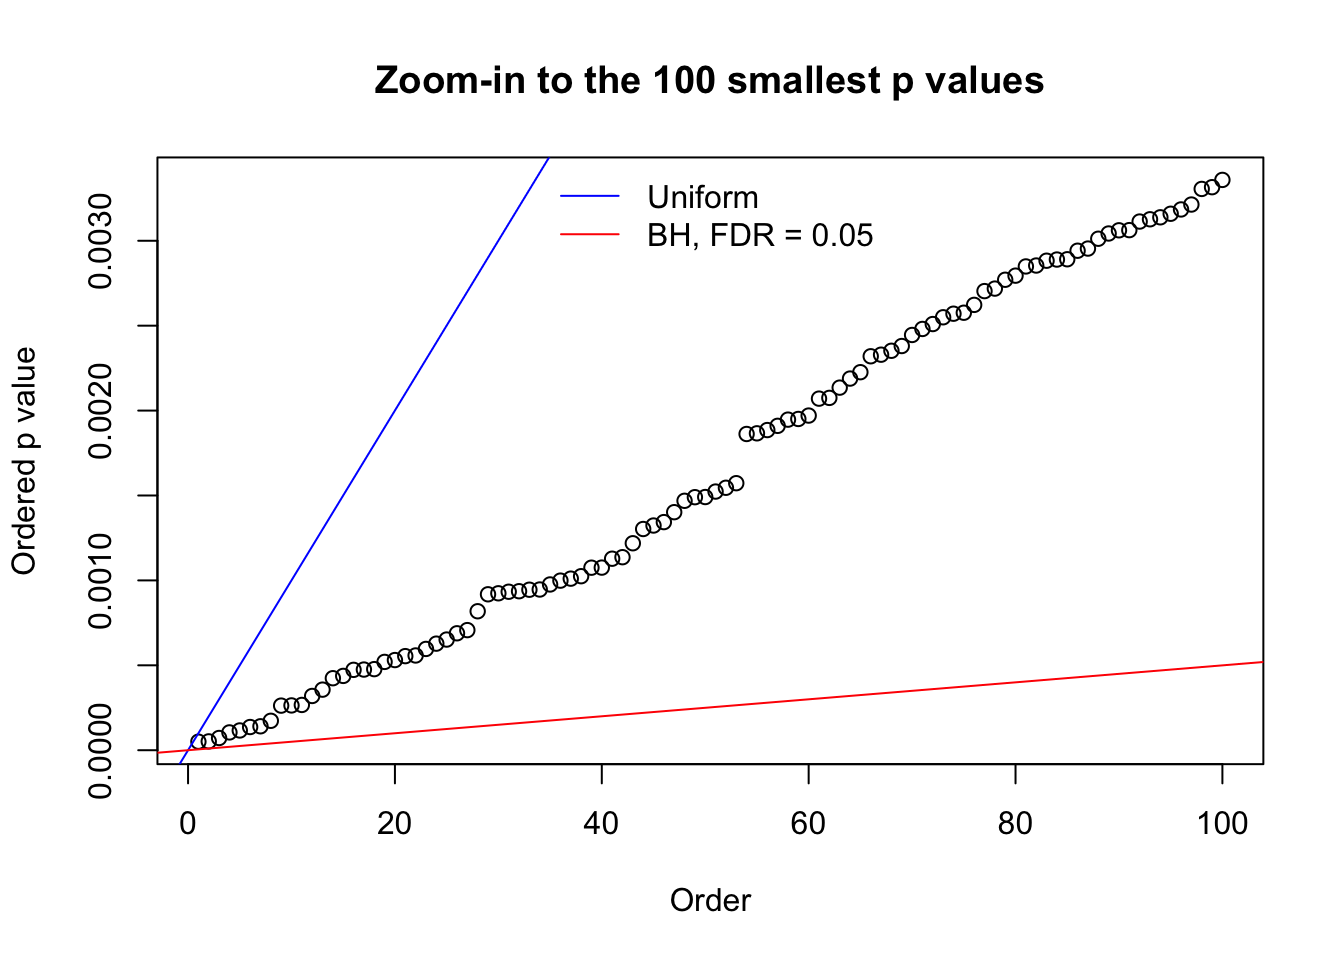 Zoom-in to the 100 smallest p values
Uniform
BH, FDR = 0.05
Ordered p value
0.0030
0.0020
0.0010
0.0000
0 20 40 60 80 100
Order